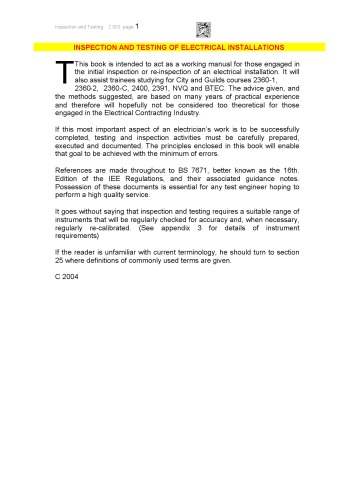 Inspection and Testing 2 003 page 1
INSPECTION AND TESTING OF ELECTRICAL INSTALLATIONS
TThis book is intended to act as a working manual for those engaged in
the initial inspection or re-inspection of an electrical installation. It will
also assist trainees studying for City and Guilds courses 2360-1,
2360-2, 2360-C, 2400, 2391, NVQ and BTEC. The advice given, and
the methods suggested, are based on many years of practical experience
and therefore will hopefully not be considered too theoretical for those
engaged in the Electrical Contracting Industry.
If this most important aspect of an electrician's work is to be successfully
completed, testing and inspection activities must be carefully prepared,
executed and documented. The principles enclosed in this book will enable
that goal to be achieved with the minimum of errors.
References are made throughout to BS 7671, better known as the 16th.
Edition of the IEE Regulations, and their associated guidance notes.
Possession of these documents is essential for any test engineer hoping to
perform a high quality service.
It goes without saying that inspection and testing requires a suitable range of
instruments that will be regularly checked for accuracy and, when necessary,
regularly re-calibrated. (See appendix 3 for details of instrument
requirements)
If the reader is unfamiliar with current terminology, he should turn to section
25 where definitions of commonly used terms are given.
C 2004